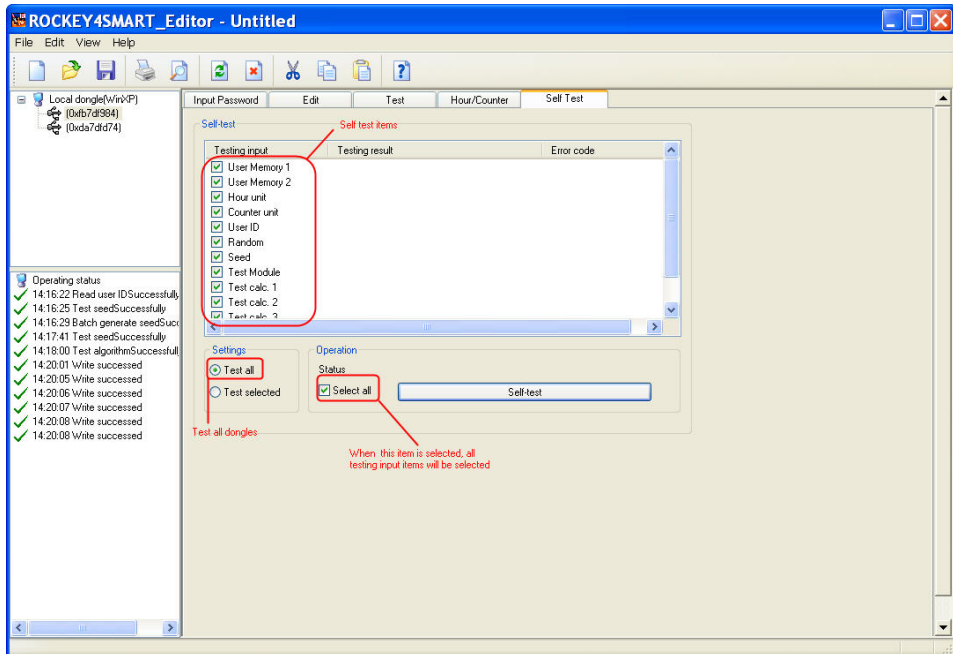 ROCKEY4SMART_Editor - Untitled
File Edit View Help
Local dongle(WinXP)
(0xfb7df984)
(0xda7dfd74)
Input Password Edit Test Hour/Counter Self Test
Self-test
Self test items
Testing input Testing result Error code
User Memory 1
User Memory 2
Hour unit
Counter unit
User ID
Random
Seed
Test Module
Test calc. 1
Test calc. 2
Test calc. 3
Settings
Test all
Test selected
Operation
Status
Select all
Self-test
Test all dongles
When this item is selected, all
testing input items will be selected
Operating status
14:16:22 Read user IDSuccessfully
14:16:25 Test seedSuccessfully
14:16:29 Batch generate seedSucc
14:17:41 Test seedSuccessfully
14:18:00 Test algorithmSuccessfull
14:20:01 Write successed
14:20:05 Write successed
14:20:06 Write successed
14:20:07 Write successed
14:20:08 Write successed
14:20:08 Write successed